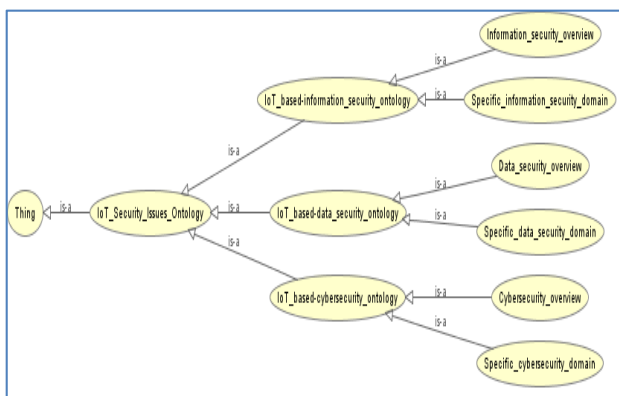 Information_security_overview
is-a
IoT_based-information_security_ontology
is-a
Specific_information_security_domain
is-a
Data_security_overview
is-a
Thing
is-a
IoT_Security_Issues_Ontology
is-a
IoT_based-data_security_ontology
is-a
Specific_data_security_domain
is-a
IoT_based-cybersecurity_ontology
is-a
Cybersecurity_overview
is-a
Specific_cybersecurity_domain